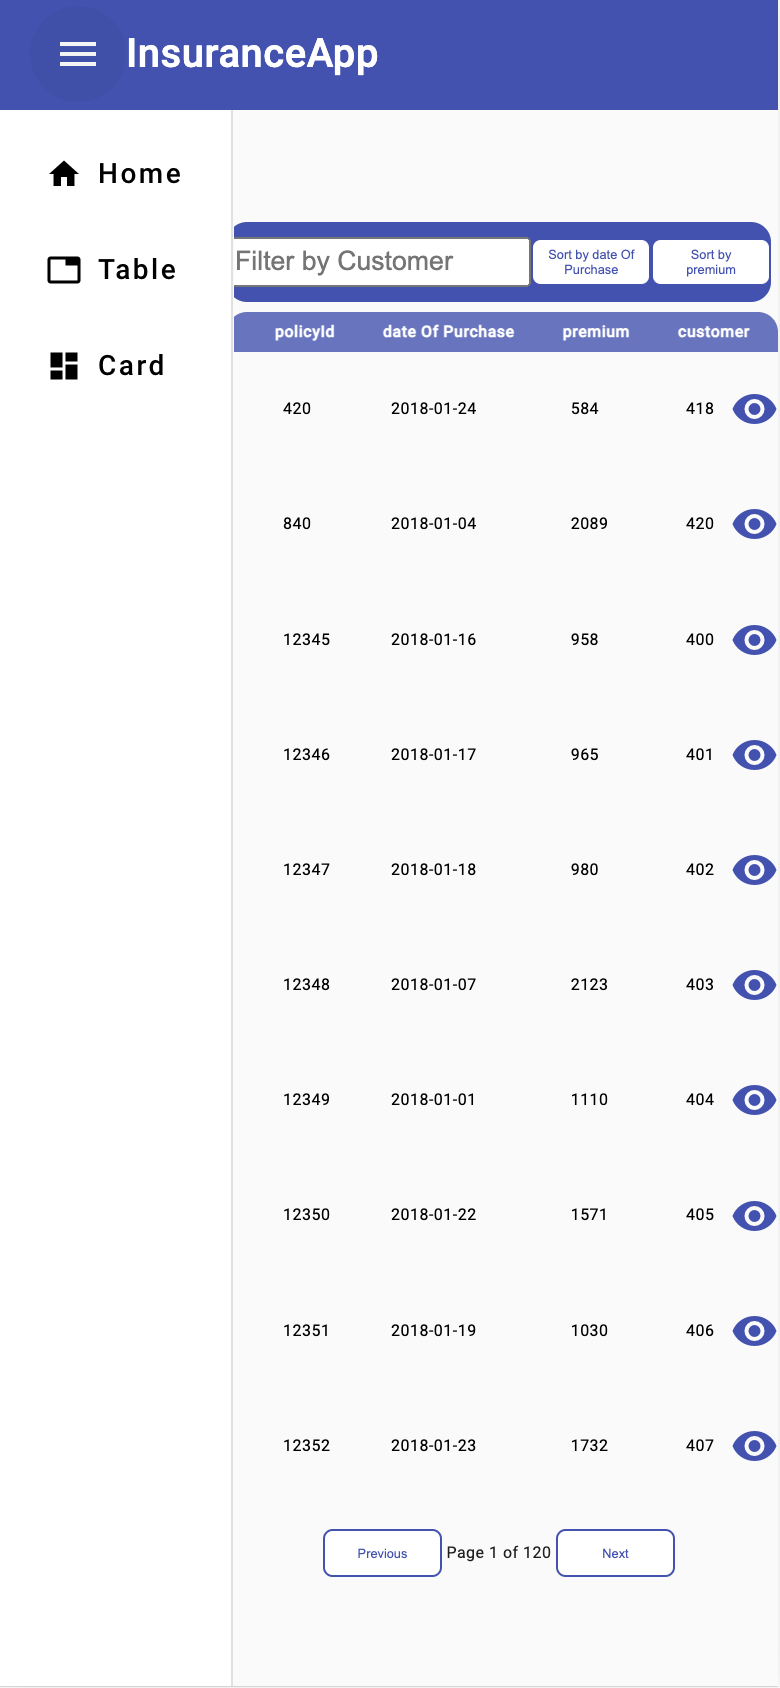 InsuranceApp
Home
Table
Card
Filter by Customer
Sort by date Of
Purchase
Sort by
premium
policyId date Of Purchase premium customer
420 2018-01-24 584 418
840 2018-01-04 2089 420
12345 2018-01-16 958 400
12346 2018-01-17 965 401
12347 2018-01-18 980 402
12348 2018-01-07 2123 403
12349 2018-01-01 1110 404
12350 2018-01-22 1571 405
12351 2018-01-19 1030 406
12352 2018-01-23 1732 407
Previous Page 1 of 120 Next